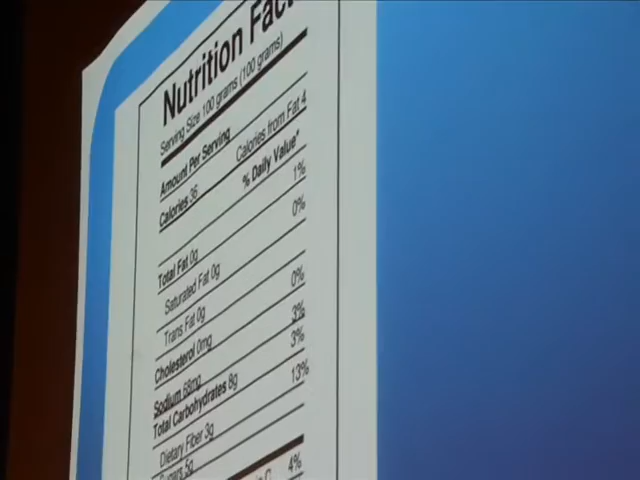 Nutrition Fac
Serving Size 100 grams (100 grams)
Amount Per Serving
Calories 36 Calories from Fat 4
% Daily Value*
Total Fat 0g 1%
Saturated Fat 0g 0%
Trans Fat 0g
Cholesterol 0mg 0%
Sodium 68mg 3%
Total Carbohydrates 8g 3%
Dietary Fiber 3g 13%
Sugars 5g
4%